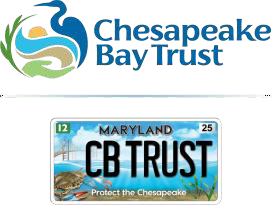 Chesapeake
Bay Trust
12 MARYLAND 25
CB TRUST
Protect the Chesapeake